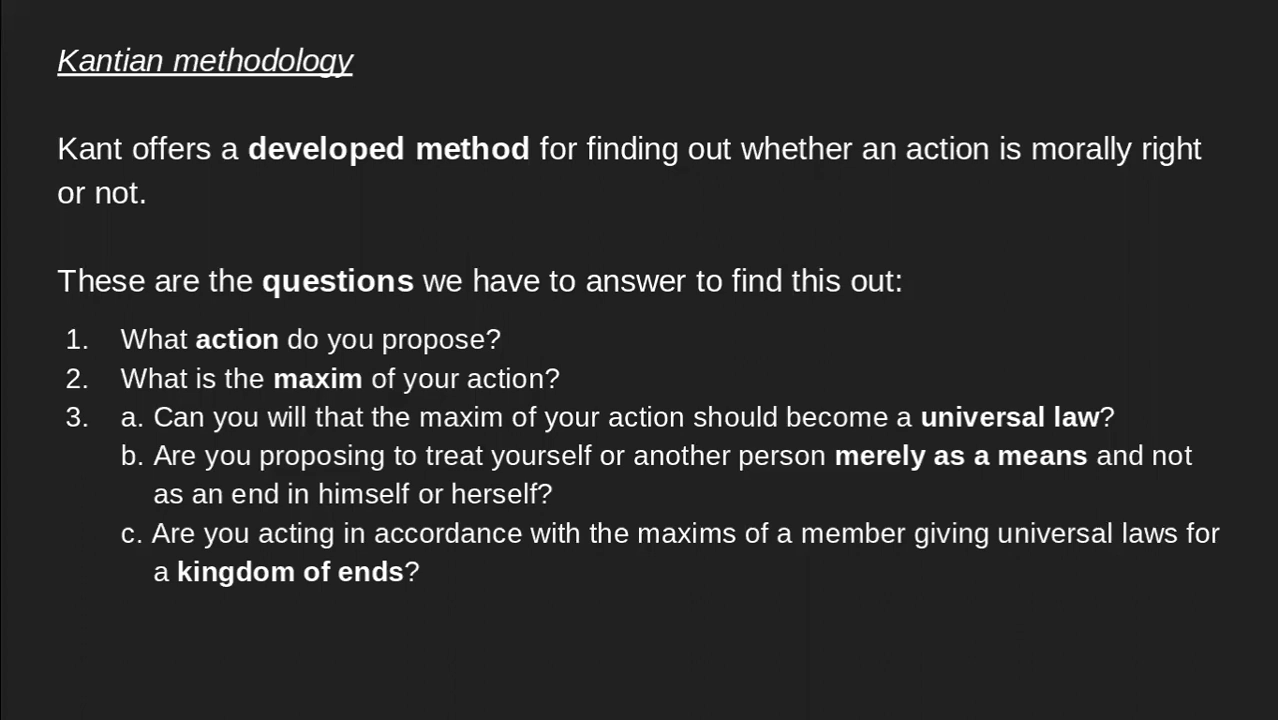 Kantian methodology
Kant offers a developed method for finding out whether an action is morally right
or not.
These are the questions we have to answer to find this out:
1. What action do you propose?
2. What is the maxim of your action?
3. a. Can you will that the maxim of your action should become a universal law?
b. Are you proposing to treat yourself or another person merely as a means and not
as an end in himself or herself?
c. Are you acting in accordance with the maxims of a member giving universal laws for
a kingdom of ends?